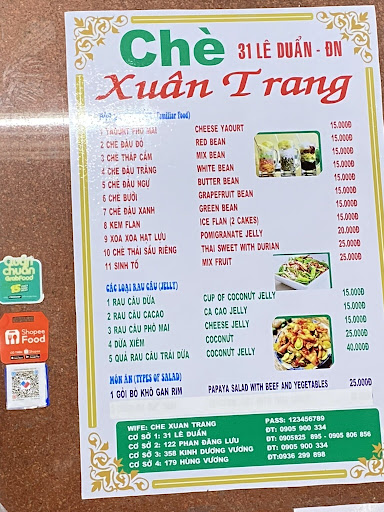 Chè 31 LÊ DUẨN - ĐN
Xuân Trang
familiar food)
1 YAOURT PHÔ MAI CHEESE YAOURT 15.000Đ
2 CHÈ ĐẬU ĐỎ RED BEAN 15.000Đ
3 CHÈ THẬP CẨM MIX BEAN 15.000Đ
4 CHÈ ĐẬU TRẮNG WHITE BEAN 15.000Đ
5 CHÈ ĐẬU NGỰ BUTTER BEAN 15.000Đ
6 CHÈ BƯỞI GRAPEFRUIT BEAN 15.000Đ
7 CHÈ ĐẬU XANH GREEN BEAN 15.000Đ
8 KEM FLAN ICE FLAN (2 CAKES) 15.000Đ
9 XOA XOA HẠT LỰU POMIGRANATE JELLY 20.000Đ
10 CHÈ THÁI SẦU RIÊNG THAI SWEET WITH DURIAN 25.000Đ
11 SINH TỐ MIX FRUIT 25.000Đ
CÁC LOẠI RAU CÂU (JELLY)
1 RAU CÂU DỪA CUP OF COCONUT JELLY 15.000Đ
2 RAU CÂU CACAO CA CAO JELLY 15.000Đ
3 RAU CÂU PHÔ MAI CHEESE JELLY 15.000Đ
4 DỪA XIÊM COCONUT 25.000Đ
5 QUẢ RAU CÂU TRÁI DỪA COCONUT JELLY 40.000Đ
MÓN ĂN (TYPES OF SALAD)
1 GỎI BÒ KHÔ GAN RIM PAPAYA SALAD WITH BEEF AND VEGETABLES 25.000Đ
WIFE: CHE XUAN TRANG PASS: 123456789
CƠ SỞ 1: 31 LÊ DUẨN ĐT: 0905 900 334
CƠ SỞ 2: 122 PHAN ĐĂNG LƯU ĐT: 0905825 895 - 0905 806 856
CƠ SỞ 3: 358 KINH DƯƠNG VƯƠNG ĐT: 0905 900 334
CƠ SỞ 4: 179 HÙNG VƯƠNG ĐT:0936 299 898
chuẩn
GrabFood
15
Shopee
Food